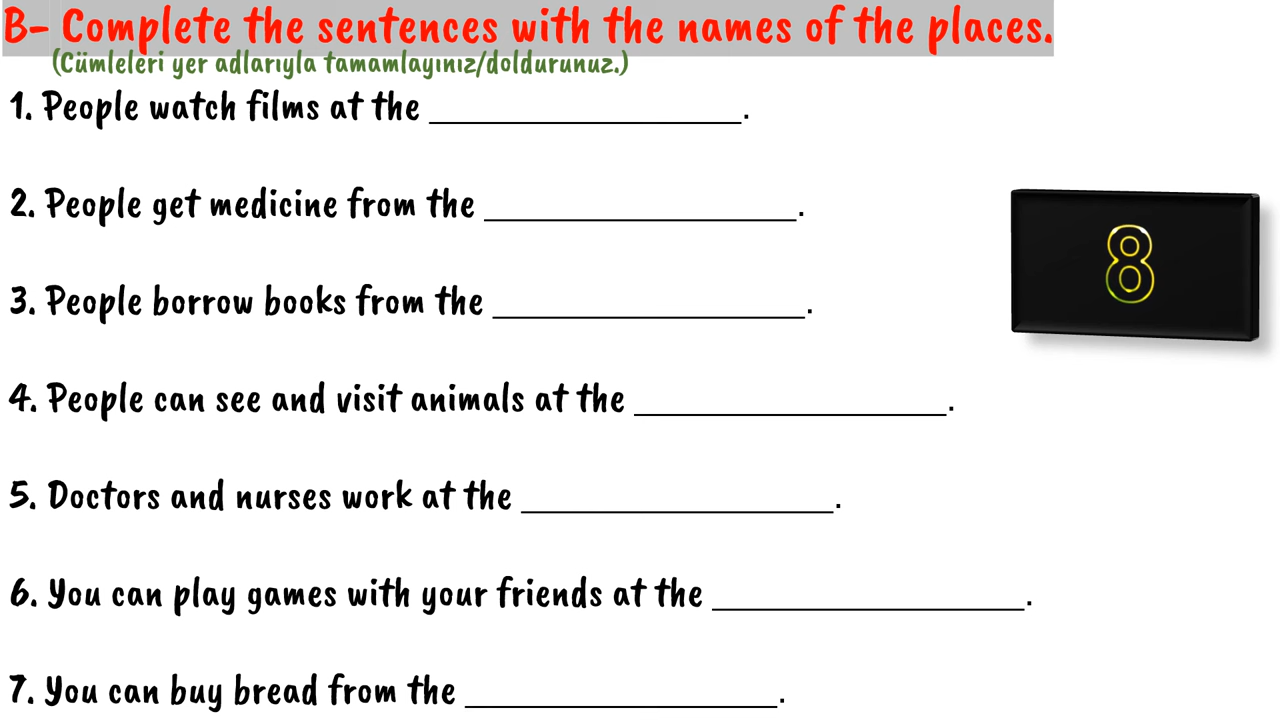 B- Complete the sentences with the names of the places.
(Cümleleri yer adlarıyla tamamlayınız/doldurunuz.)
1. People watch films at the _________________.
2. People get medicine from the _________________.
8
3. People borrow books from the _________________.
4. People can see and visit animals at the _________________.
5. Doctors and nurses work at the _________________.
6. You can play games with your friends at the _________________.
7. You can buy bread from the _________________.